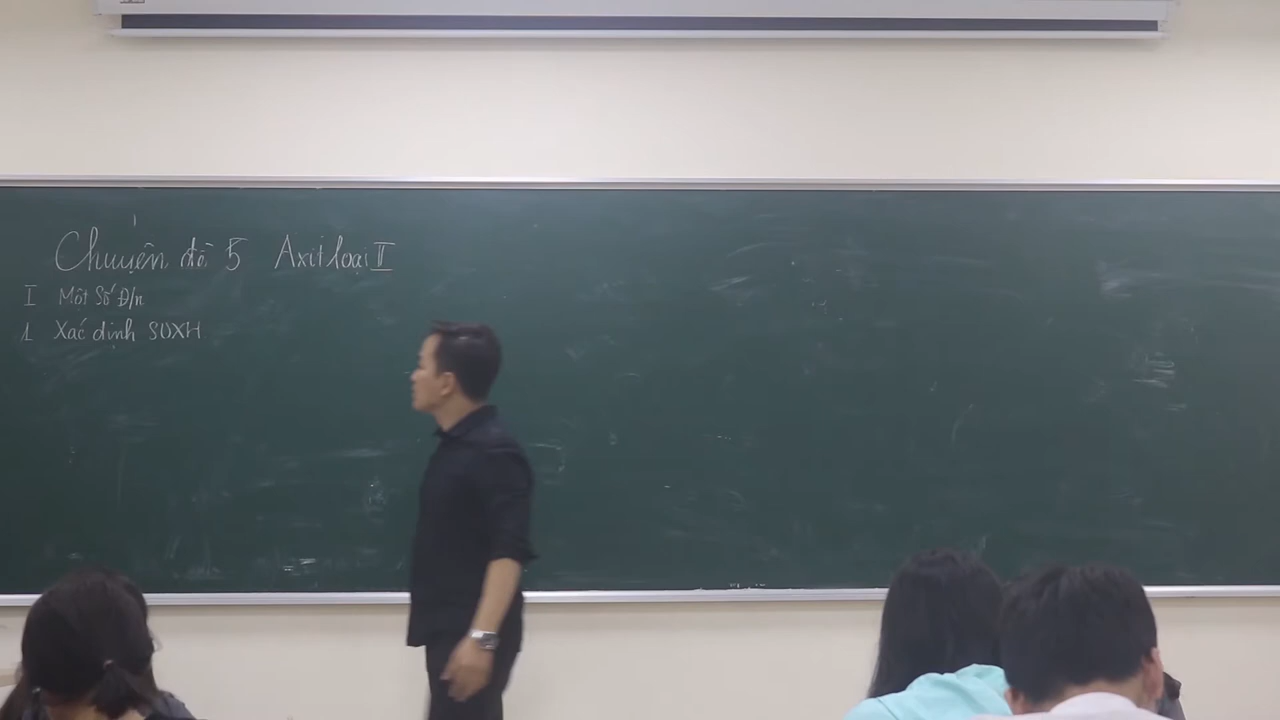 Chuyên đề 5 Axit loại II
I Một Số Đ/n
1 Xác định SOXH